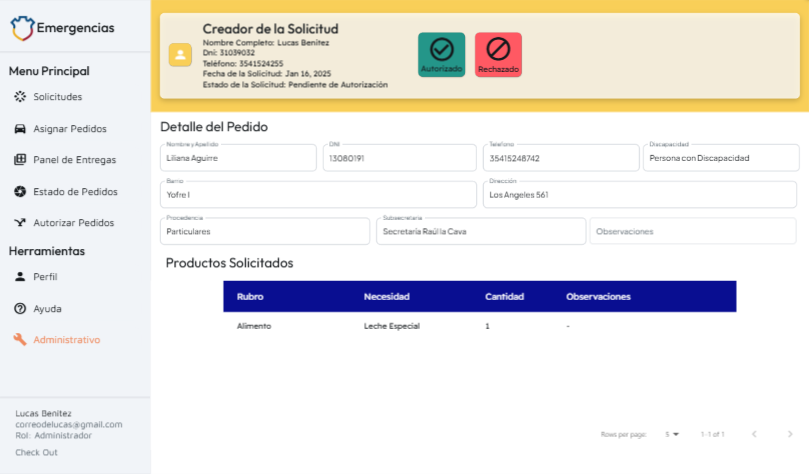 Emergencias
Menu Principal
Solicitudes
Asignar Pedidos
Panel de Entregas
Estado de Pedidos
Autorizar Pedidos
Herramientas
Perfil
Ayuda
Administrativo
Lucas Benitez
correodelucas@gmail.com
Rol: Administrador
Check Out
Creador de la Solicitud
Nombre Completo: Lucas Benitez
Dni: 31039032
Teléfono: 3541524255
Fecha de la Solicitud: Jan 16, 2025
Estado de la Solicitud: Pendiente de Autorización
Autorizado
Rechazado
Detalle del Pedido
Nombre y Apellido
Liliana Aguirre
DNI
13080191
Telefono
35415248742
Discapacidad
Persona con Discapacidad
Barrio
Yofre I
Dirección
Los Angeles 561
Procedencia
Particulares
Subsecretaria
Secretaría Raúl la Cava
Observaciones
Productos Solicitados
Rubro Necesidad Cantidad Observaciones
Alimento Leche Especial 1 -
Rows per page: 5 1-1 of 1